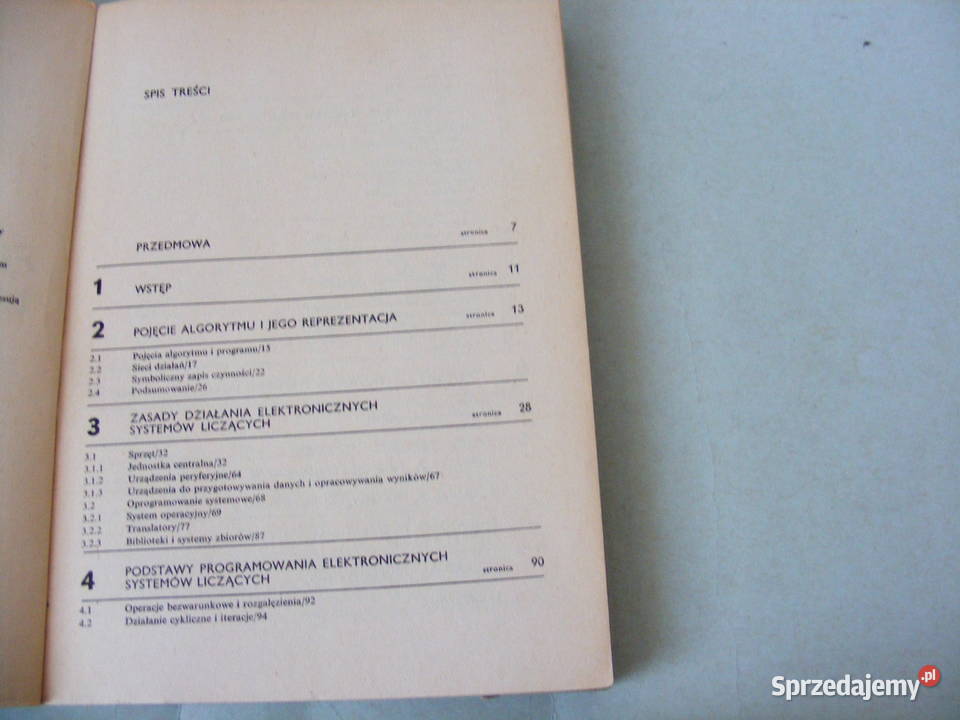 SPIS TREŚCI
PRZEDMOWA stronica 7
1 WSTĘP stronica 11
2 POJĘCIE ALGORYTMU I JEGO REPREZENTACJA stronica 13
2.1 Pojęcia algorytmu i programu/13
2.2 Sieci działań/17
2.3 Symboliczny zapis czynności/22
2.4 Podsumowanie/26
3 ZASADY DZIAŁANIA ELEKTRONICZNYCH
SYSTEMÓW LICZĄCYCH stronica 28
3.1 Sprzęt/32
3.1.1 Jednostka centralna/32
3.1.2 Urządzenia peryferyjne/64
3.1.3 Urządzenia do przygotowywania danych i opracowywania wyników/67
3.2 Oprogramowanie systemowe/68
3.2.1 System operacyjny/69
3.2.2 Translatory/77
3.2.3 Biblioteki i systemy zbiorów/87
4 PODSTAWY PROGRAMOWANIA ELEKTRONICZNYCH
SYSTEMÓW LICZĄCYCH stronica 90
4.1 Operacje bezwarunkowe i rozgałęzienia/92
4.2 Działanie cykliczne i iteracje/94
Sprzedajemy.pl